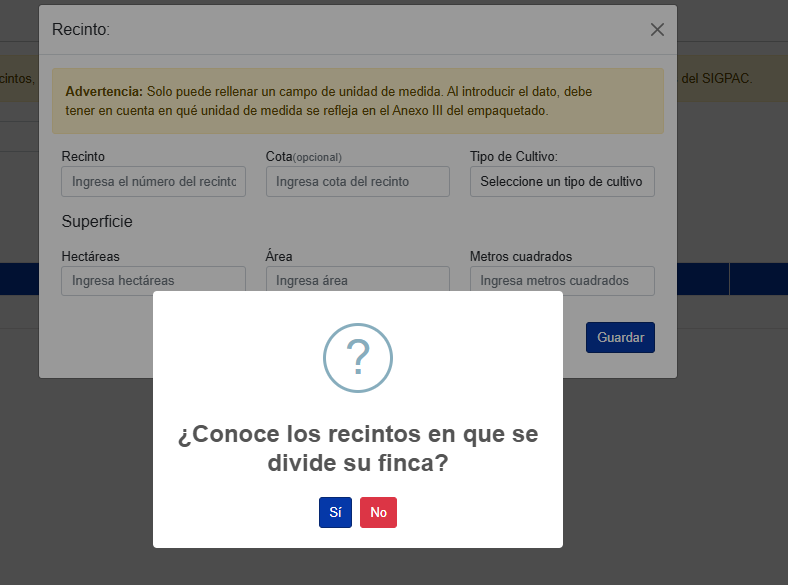 Recinto:
cintos,
Advertencia: Solo puede rellenar un campo de unidad de medida. Al introducir el dato, debe
tener en cuenta en qué unidad de medida se refleja en el Anexo III del empaquetado.
del SIGPAC.
Recinto
Cota(opcional)
Tipo de Cultivo:
Ingresa el número del recinto
Ingresa cota del recinto
Seleccione un tipo de cultivo
Superficie
Hectáreas
Área
Metros cuadrados
Ingresa hectáreas
Ingresa área
Ingresa metros cuadrados
Guardar
?
¿Conoce los recintos en que se
divide su finca?
Sí
No